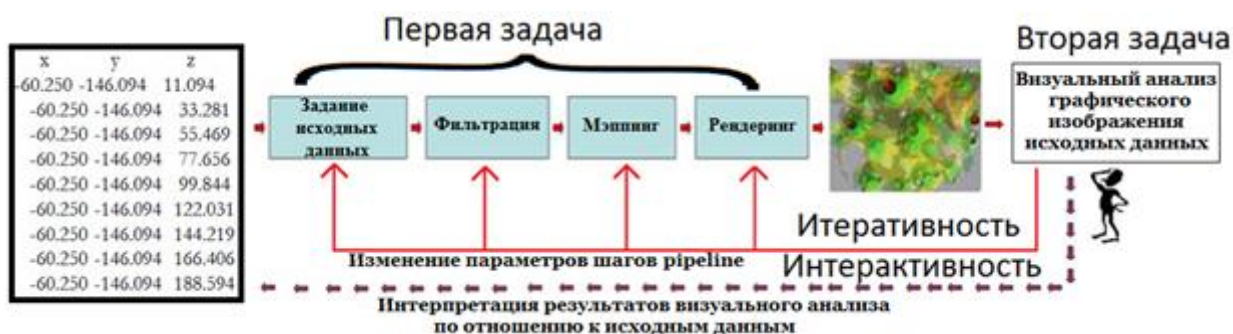 Первая задача
Вторая задача
x y z
-60.250 -146.094 11.094
-60.250 -146.094 33.281
-60.250 -146.094 55.469
-60.250 -146.094 77.656
-60.250 -146.094 99.844
-60.250 -146.094 122.031
-60.250 -146.094 144.219
-60.250 -146.094 166.406
-60.250 -146.094 188.594
Задание
исходных
данных
Фильтрация
Мэппинг
Рендеринг
Визуальный анализ
графического
изображения
исходных данных
Итеративность
Изменение параметров шагов pipeline
Интерактивность
Интерпретация результатов визуального анализа
по отношению к исходным данным